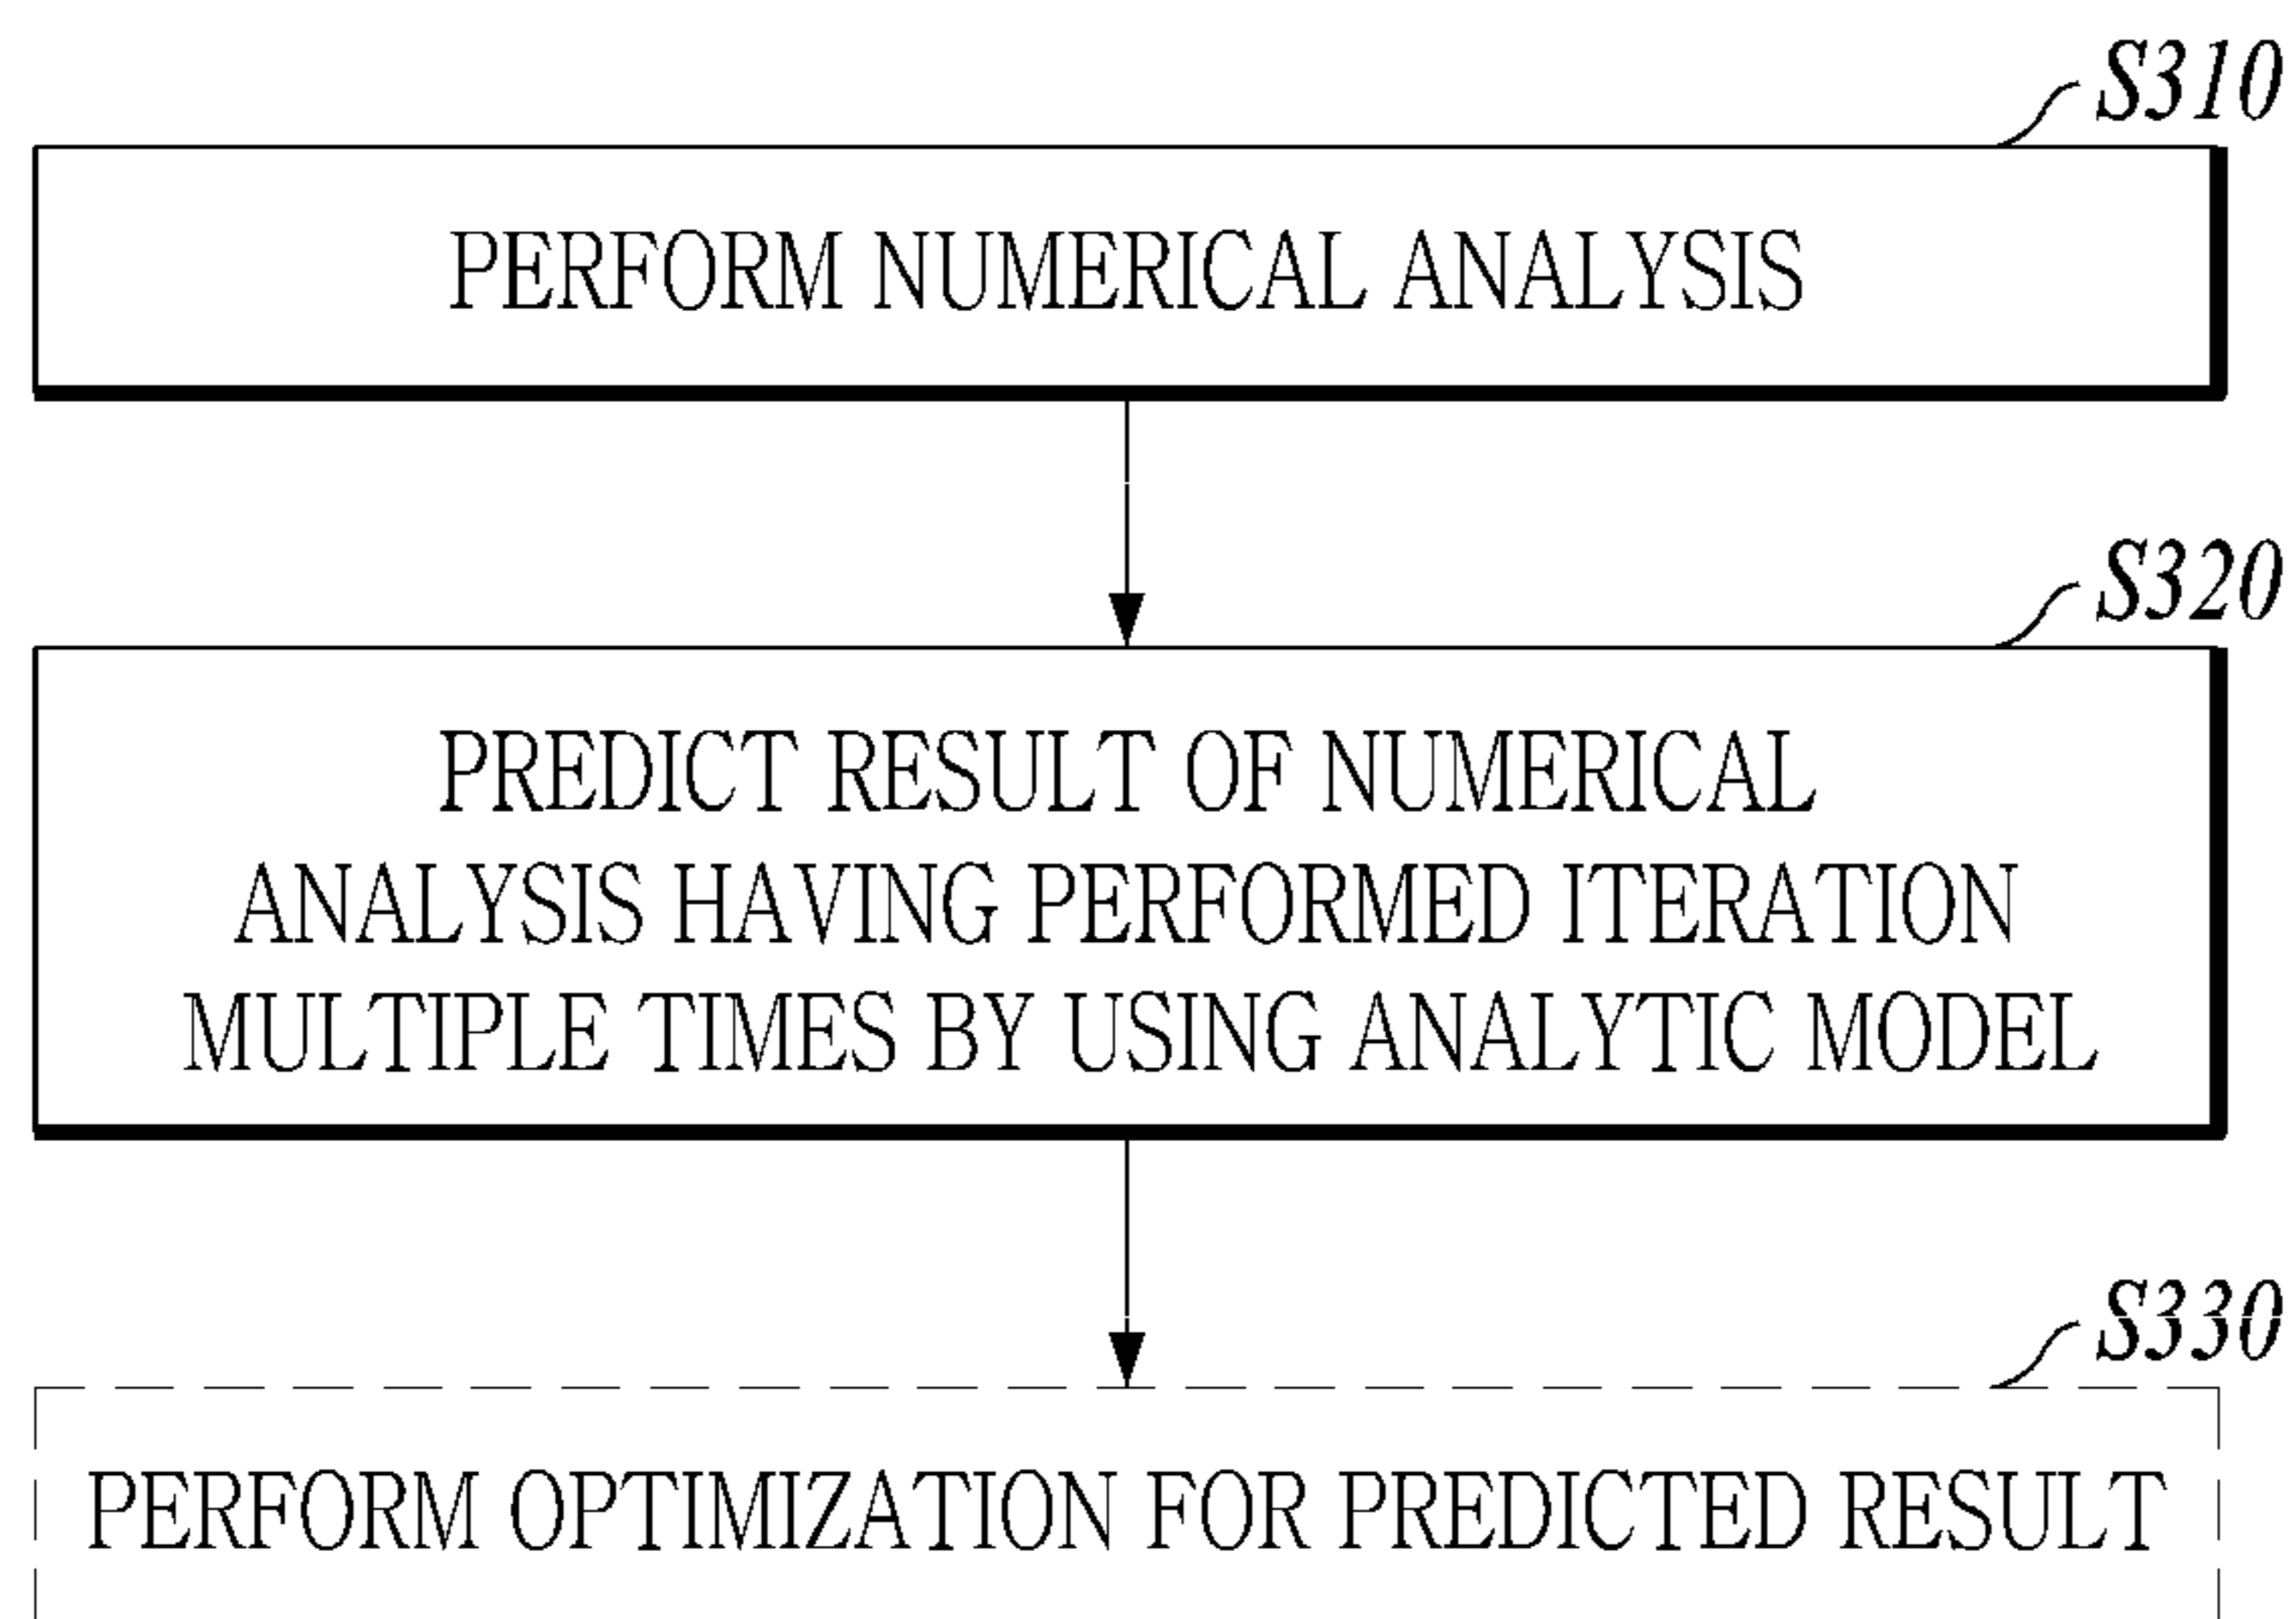 S310
PERFORM NUMERICAL ANALYSIS
S320
PREDICT RESULT OF NUMERICAL
ANALYSIS HAVING PERFORMED ITERATION
MULTIPLE TIMES BY USING ANALYTIC MODEL
S330
PERFORM OPTIMIZATION FOR PREDICTED RESULT